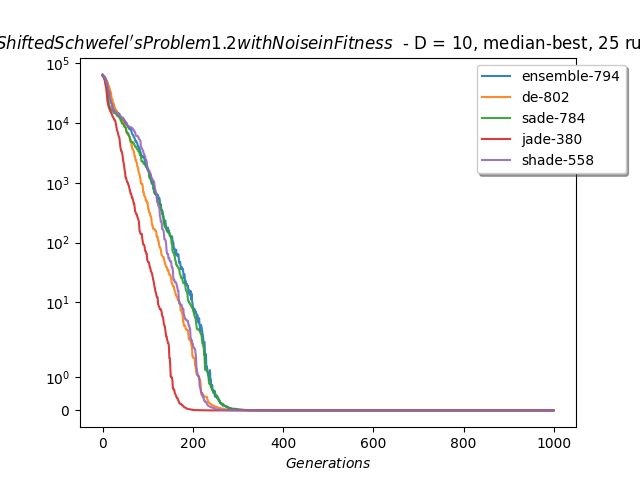 ShiftedSchwefel'sProblem1.2withNoiseinFitness - D = 10, median-best, 25 ru
10^5
10^4
10^3
10^2
10^1
10^0
0
ensemble-794
de-802
sade-784
jade-380
shade-558
0 200 400 600 800 1000
Generations